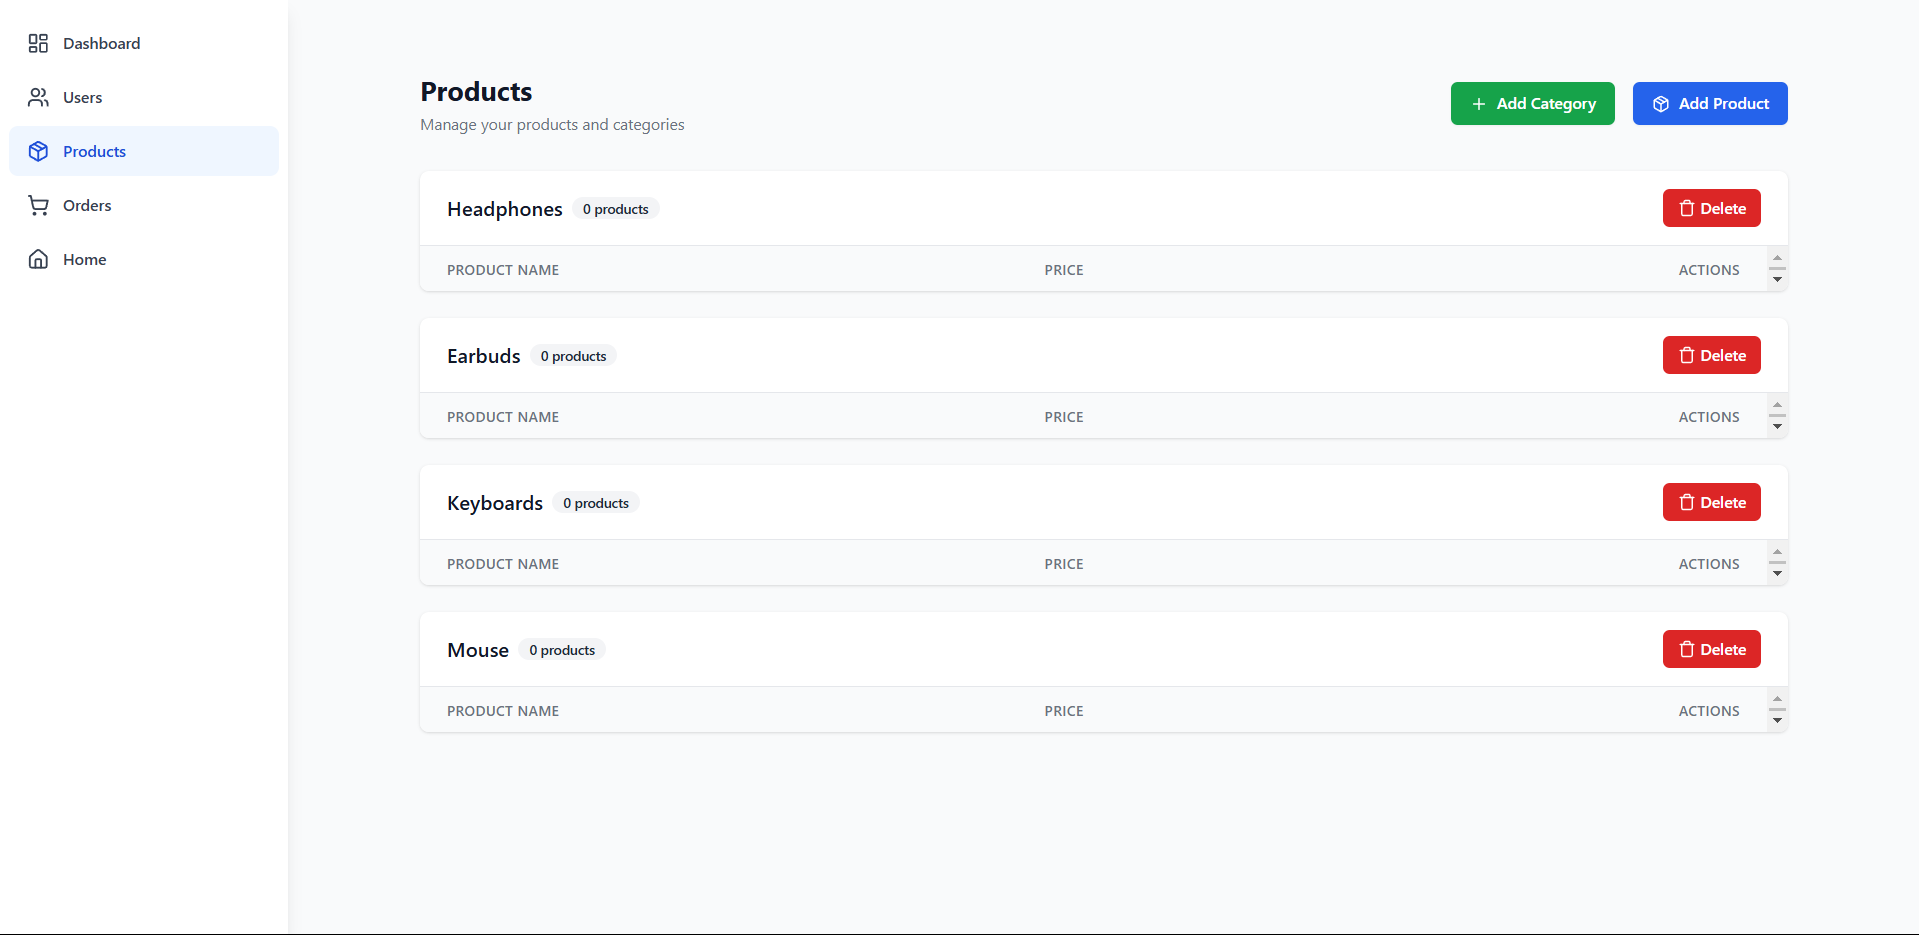 Dashboard
Users
Products
Orders
Home
Products
Manage your products and categories
Add Category
Add Product
Headphones 0 products
Delete
PRODUCT NAME PRICE ACTIONS
Earbuds 0 products
Delete
PRODUCT NAME PRICE ACTIONS
Keyboards 0 products
Delete
PRODUCT NAME PRICE ACTIONS
Mouse 0 products
Delete
PRODUCT NAME PRICE ACTIONS